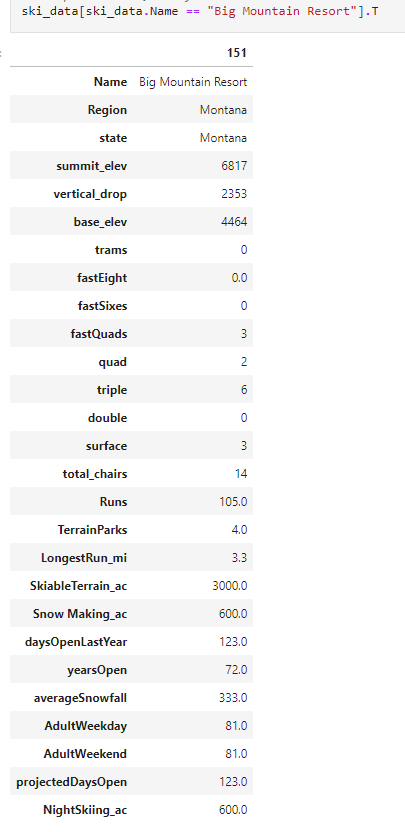 ski_data[ski_data.Name == "Big Mountain Resort"].T
151
Name Big Mountain Resort
Region Montana
state Montana
summit_elev 6817
vertical_drop 2353
base_elev 4464
trams 0
fastEight 0.0
fastSixes 0
fastQuads 3
quad 2
triple 6
double 0
surface 3
total_chairs 14
Runs 105.0
TerrainParks 4.0
LongestRun_mi 3.3
SkiableTerrain_ac 3000.0
Snow Making_ac 600.0
daysOpenLastYear 123.0
yearsOpen 72.0
averageSnowfall 333.0
AdultWeekday 81.0
AdultWeekend 81.0
projectedDaysOpen 123.0
NightSkiing_ac 600.0